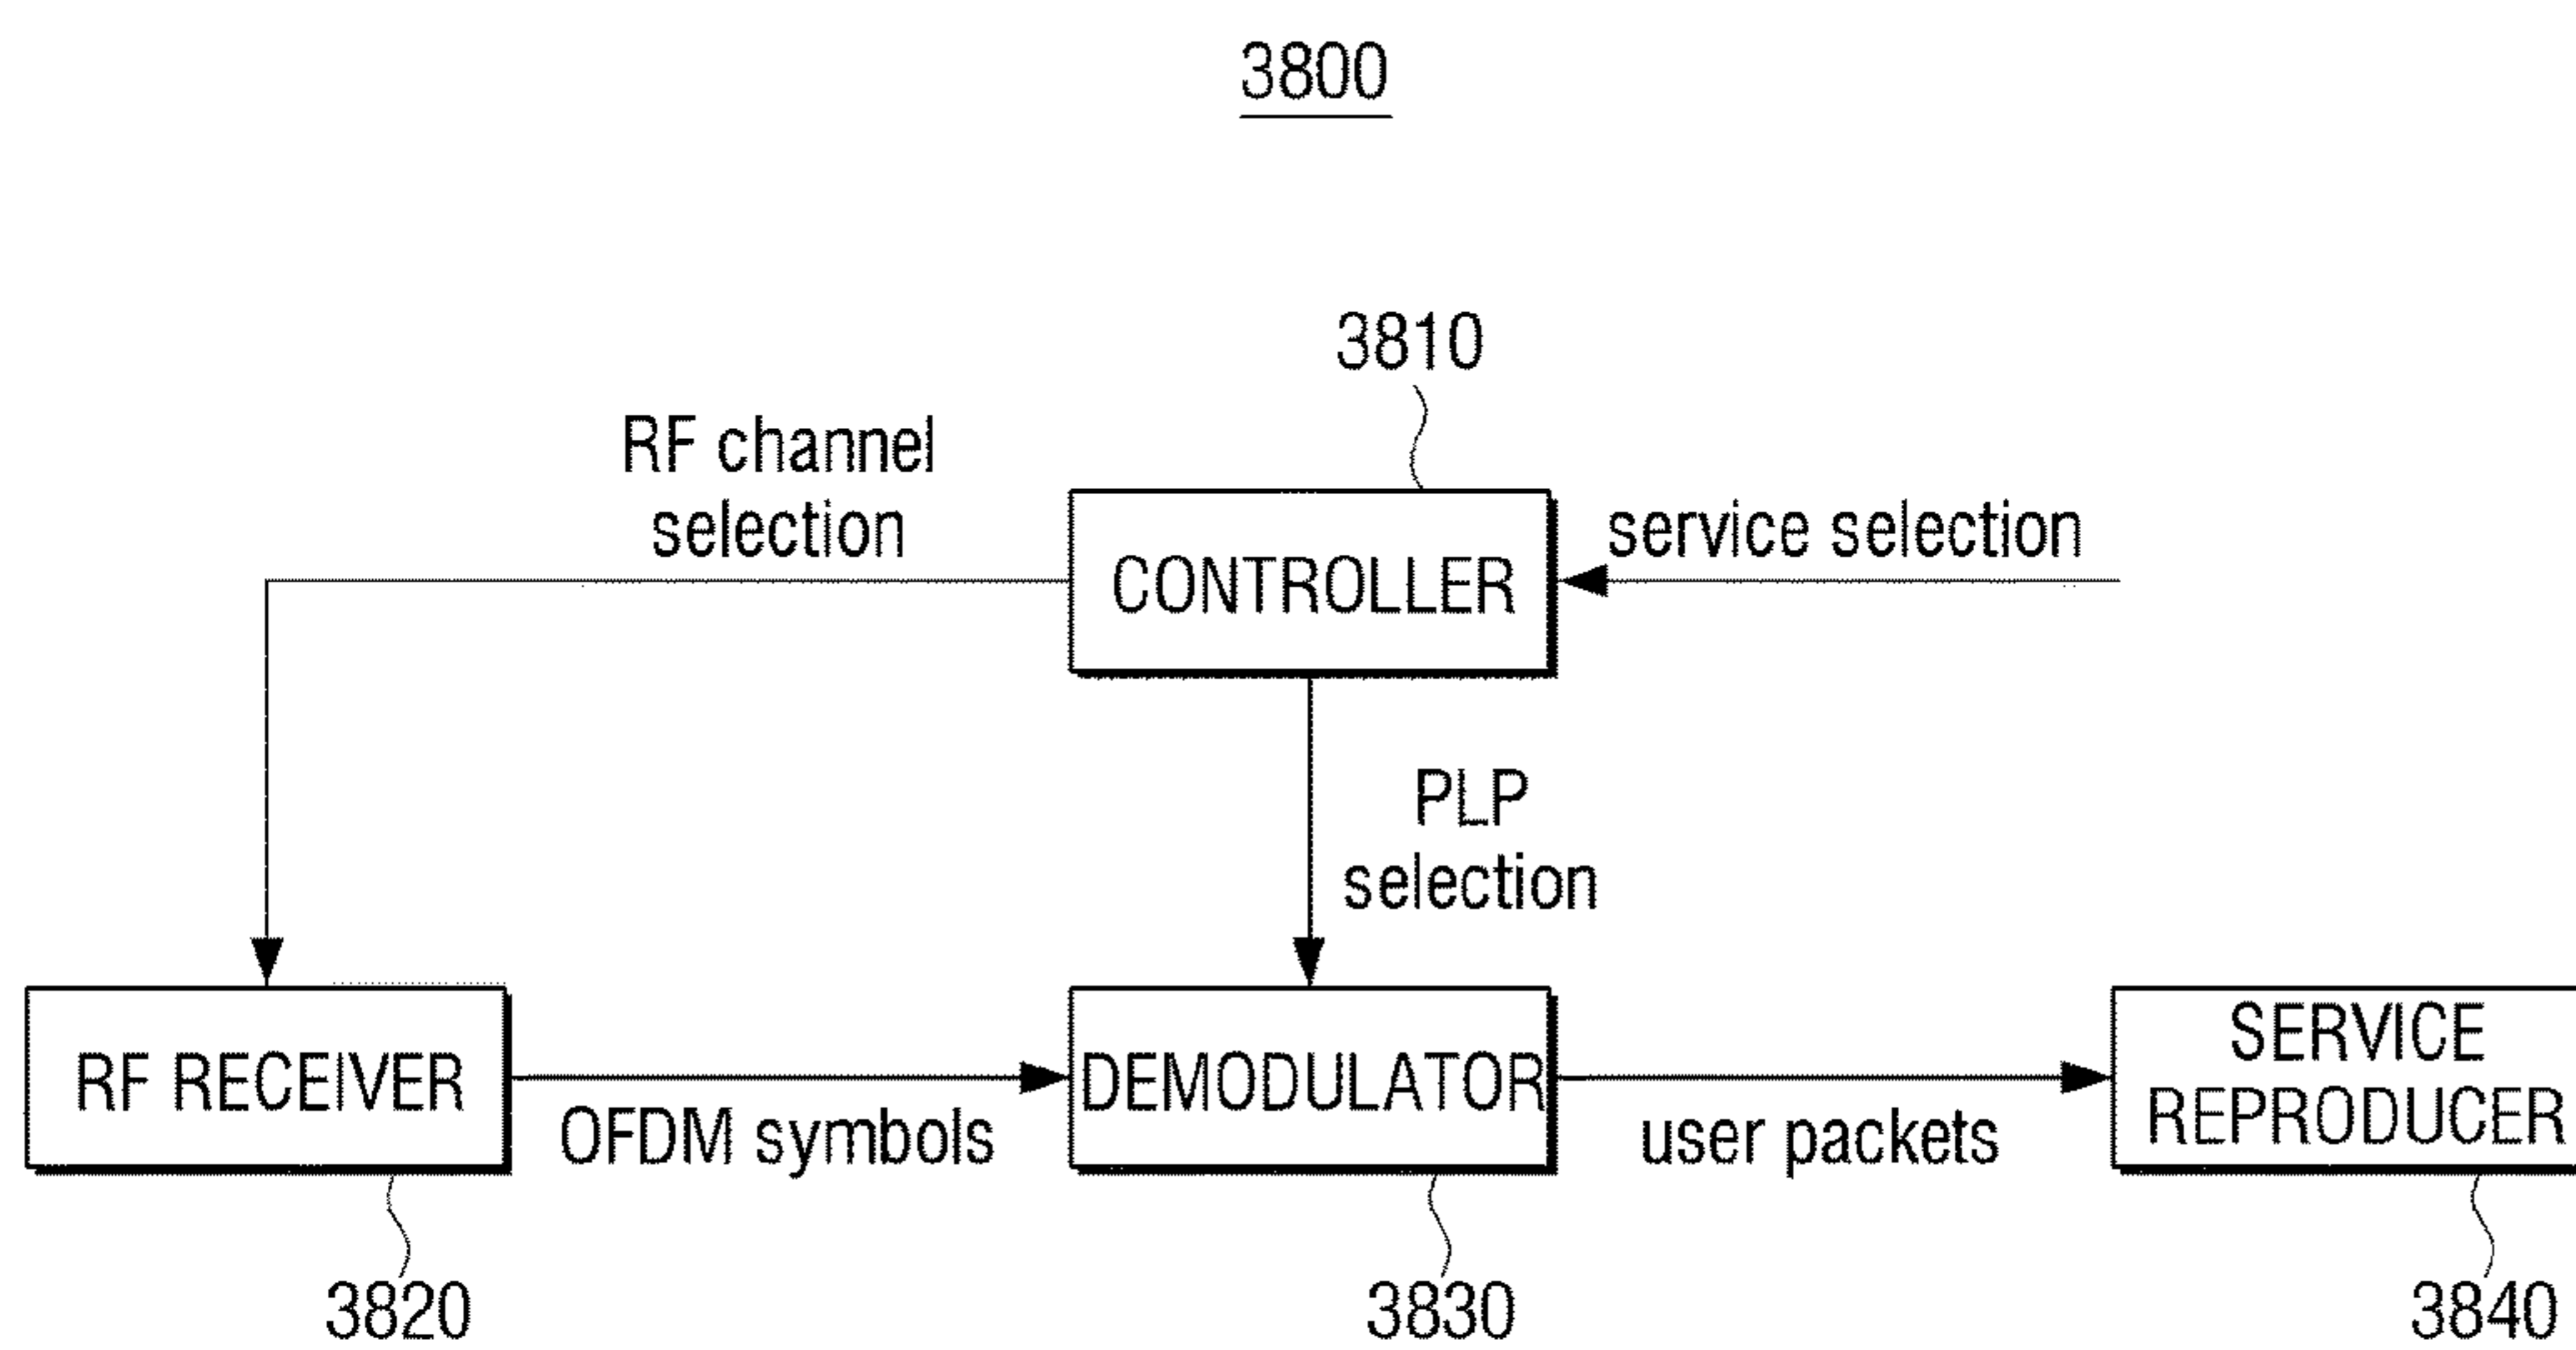 3800
3810
RF channel
selection
CONTROLLER
service selection
PLP
selection
RF RECEIVER
OFDM symbols
DEMODULATOR
user packets
SERVICE
REPRODUCER
3820
3830
3840